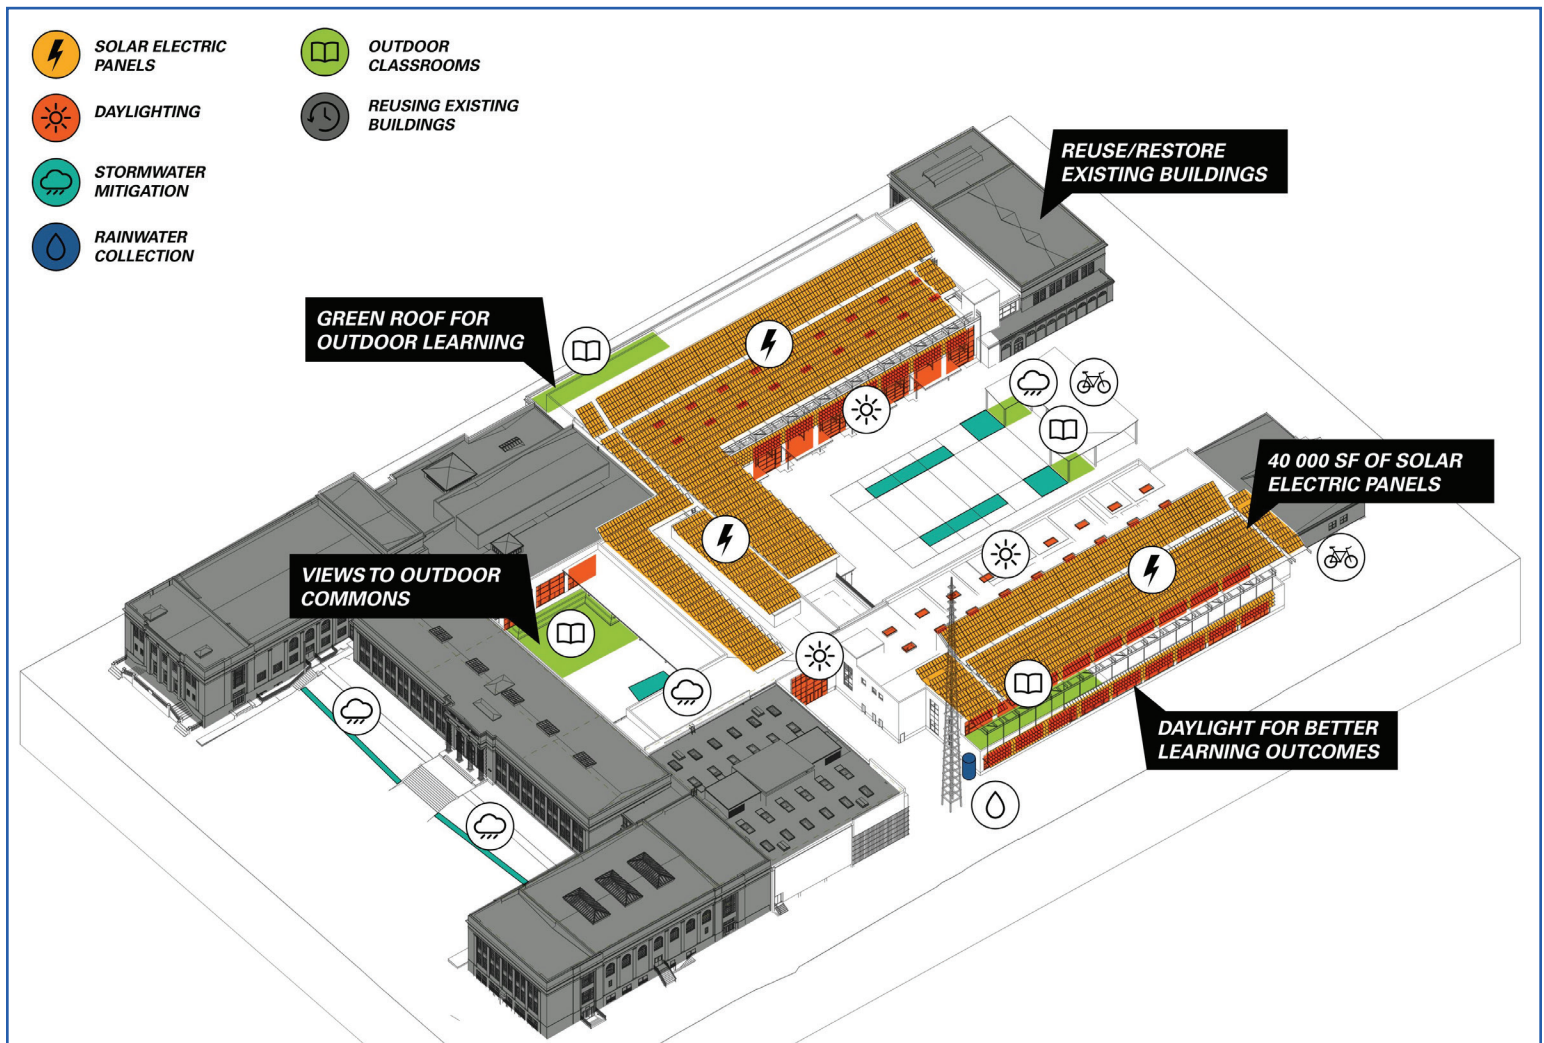 SOLAR ELECTRIC
PANELS
DAYLIGHTING
STORMWATER
MITIGATION
RAINWATER
COLLECTION
OUTDOOR
CLASSROOMS
REUSING EXISTING
BUILDINGS
REUSE/RESTORE
EXISTING BUILDINGS
GREEN ROOF FOR
OUTDOOR LEARNING
40 000 SF OF SOLAR
ELECTRIC PANELS
VIEWS TO OUTDOOR
COMMONS
DAYLIGHT FOR BETTER
LEARNING OUTCOMES